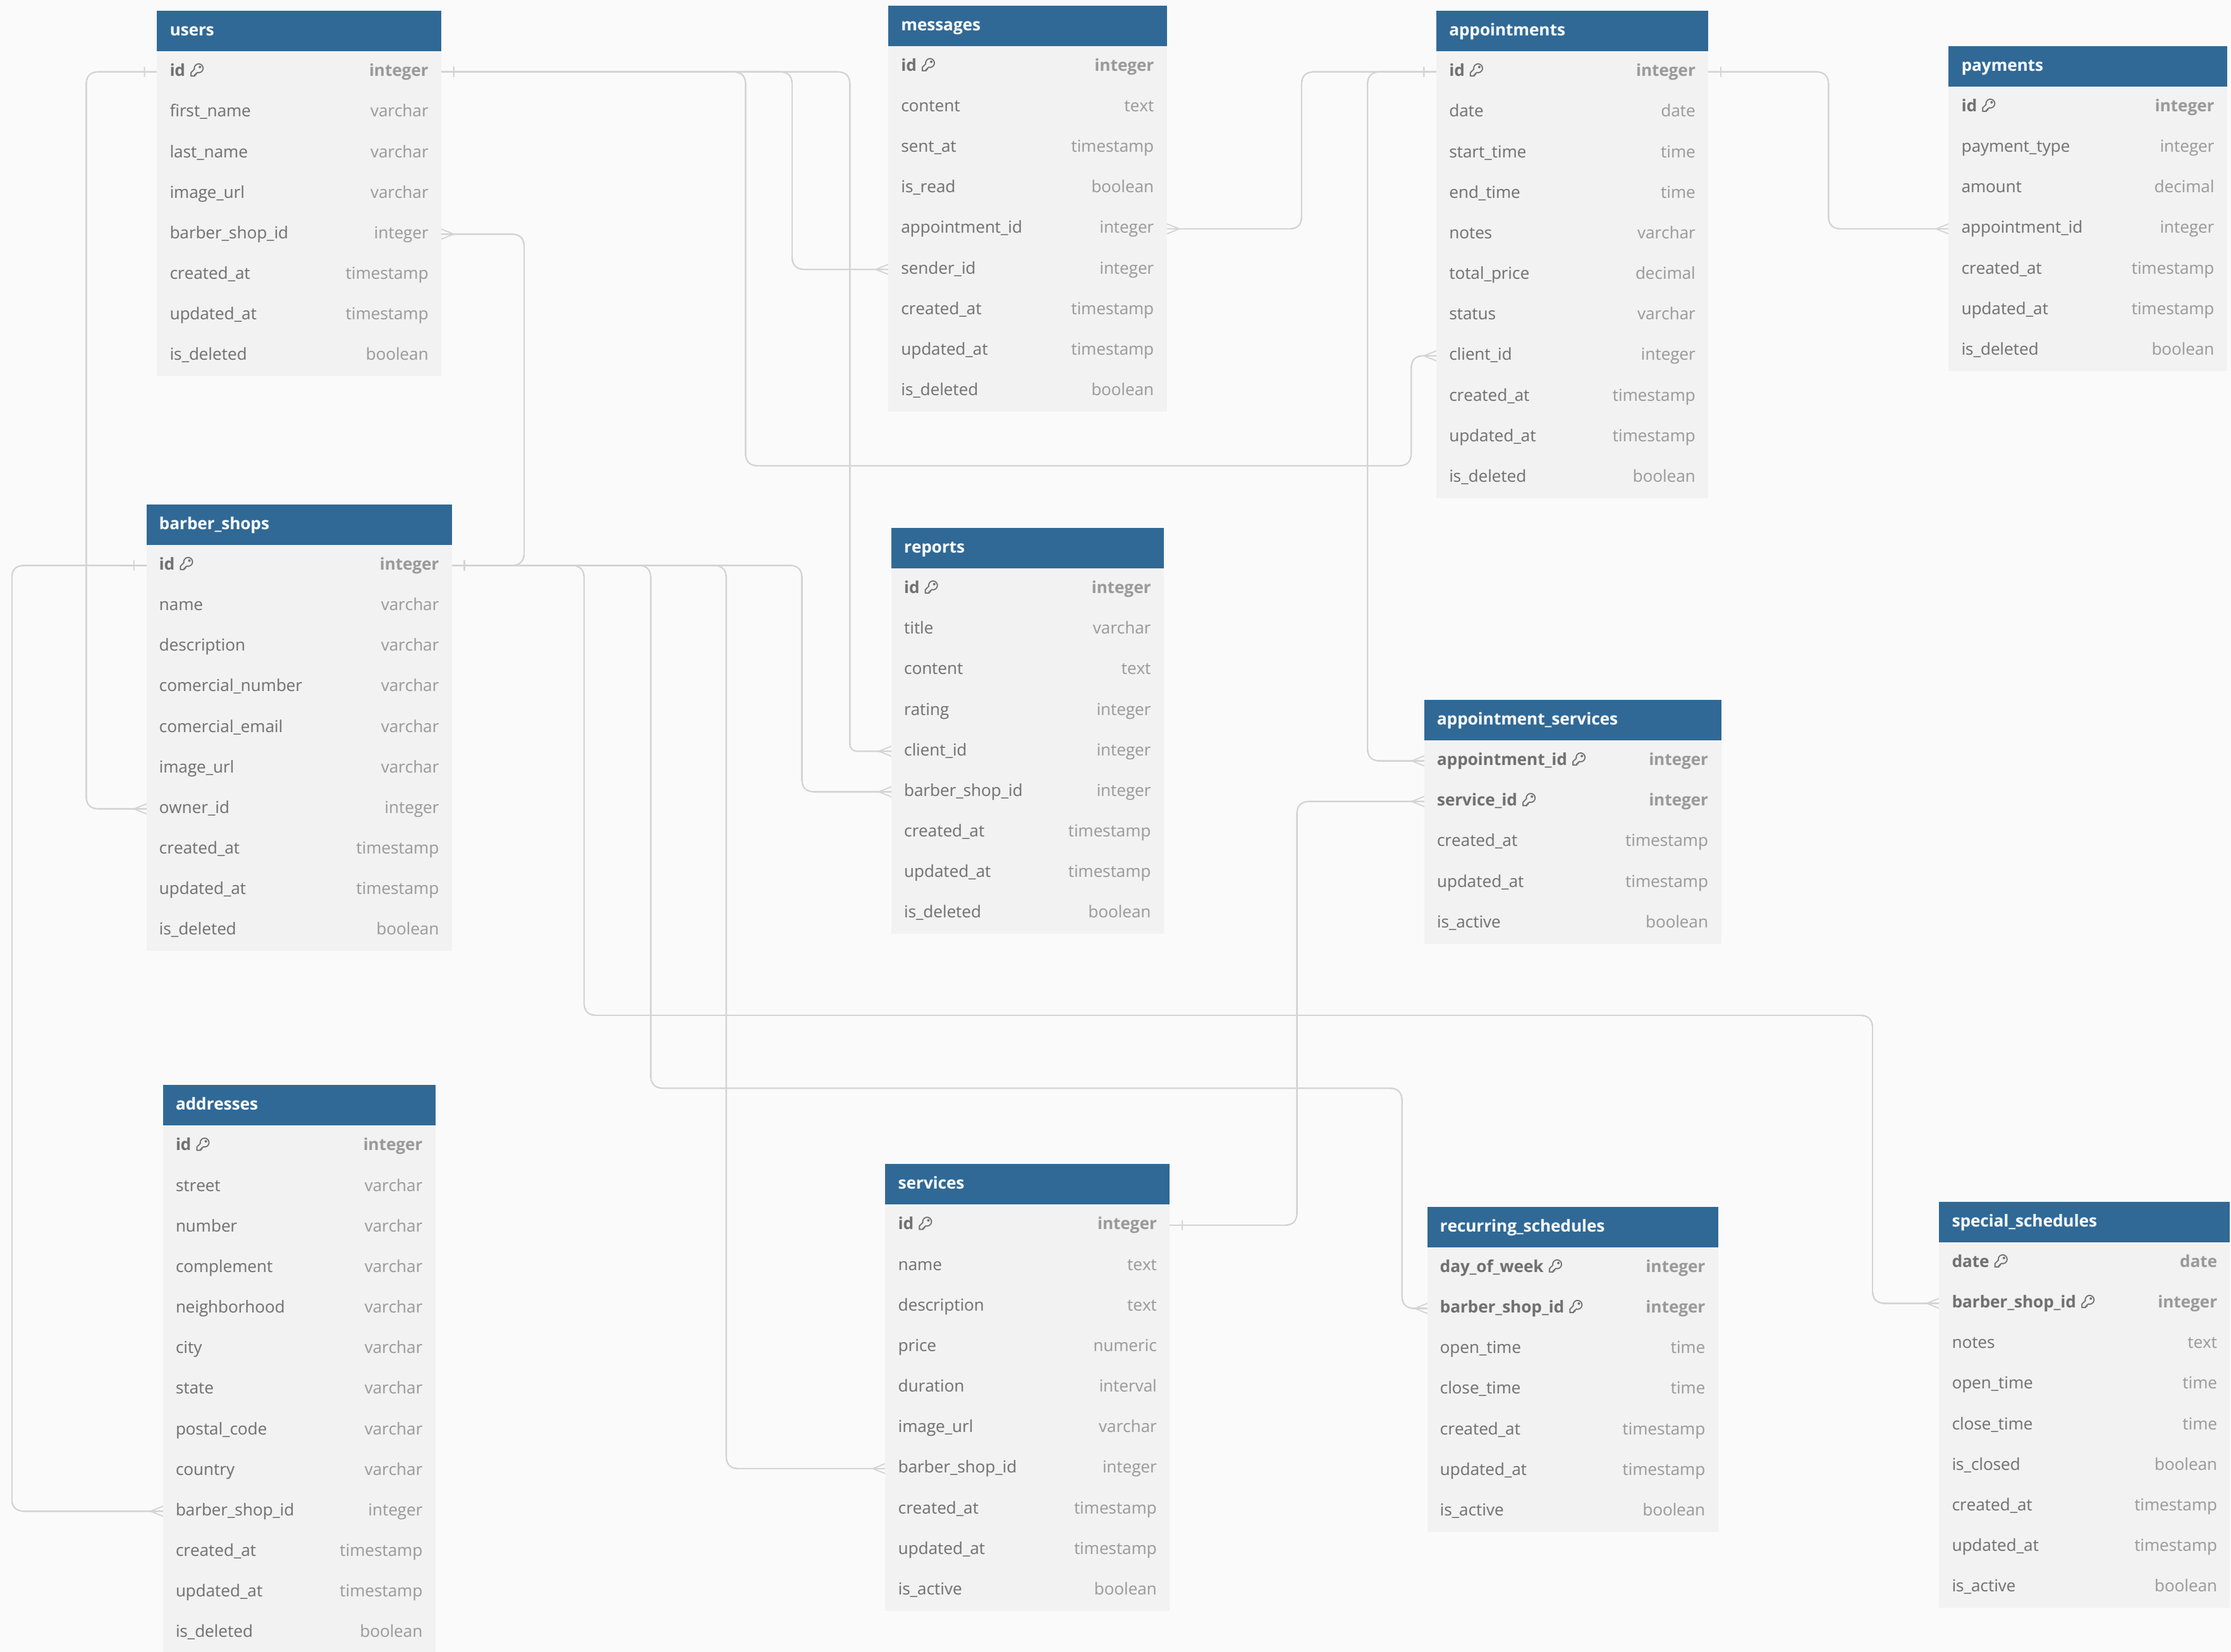 users
id integer
first_name varchar
last_name varchar
image_url varchar
barber_shop_id integer
created_at timestamp
updated_at timestamp
is_deleted boolean
messages
id integer
content text
sent_at timestamp
is_read boolean
appointment_id integer
sender_id integer
created_at timestamp
updated_at timestamp
is_deleted boolean
appointments
id integer
date date
start_time time
end_time time
notes varchar
total_price decimal
status varchar
client_id integer
created_at timestamp
updated_at timestamp
is_deleted boolean
payments
id integer
payment_type integer
amount decimal
appointment_id integer
created_at timestamp
updated_at timestamp
is_deleted boolean
barber_shops
id integer
name varchar
description varchar
comercial_number varchar
comercial_email varchar
image_url varchar
owner_id integer
created_at timestamp
updated_at timestamp
is_deleted boolean
reports
id integer
title varchar
content text
rating integer
client_id integer
barber_shop_id integer
created_at timestamp
updated_at timestamp
is_deleted boolean
appointment_services
appointment_id integer
service_id integer
created_at timestamp
updated_at timestamp
is_active boolean
addresses
id integer
street varchar
number varchar
complement varchar
neighborhood varchar
city varchar
state varchar
postal_code varchar
country varchar
barber_shop_id integer
created_at timestamp
updated_at timestamp
is_deleted boolean
services
id integer
name text
description text
price numeric
duration interval
image_url varchar
barber_shop_id integer
created_at timestamp
updated_at timestamp
is_active boolean
recurring_schedules
day_of_week integer
barber_shop_id integer
open_time time
close_time time
created_at timestamp
updated_at timestamp
is_active boolean
special_schedules
date date
barber_shop_id integer
notes text
open_time time
close_time time
is_closed boolean
created_at timestamp
updated_at timestamp
is_active boolean